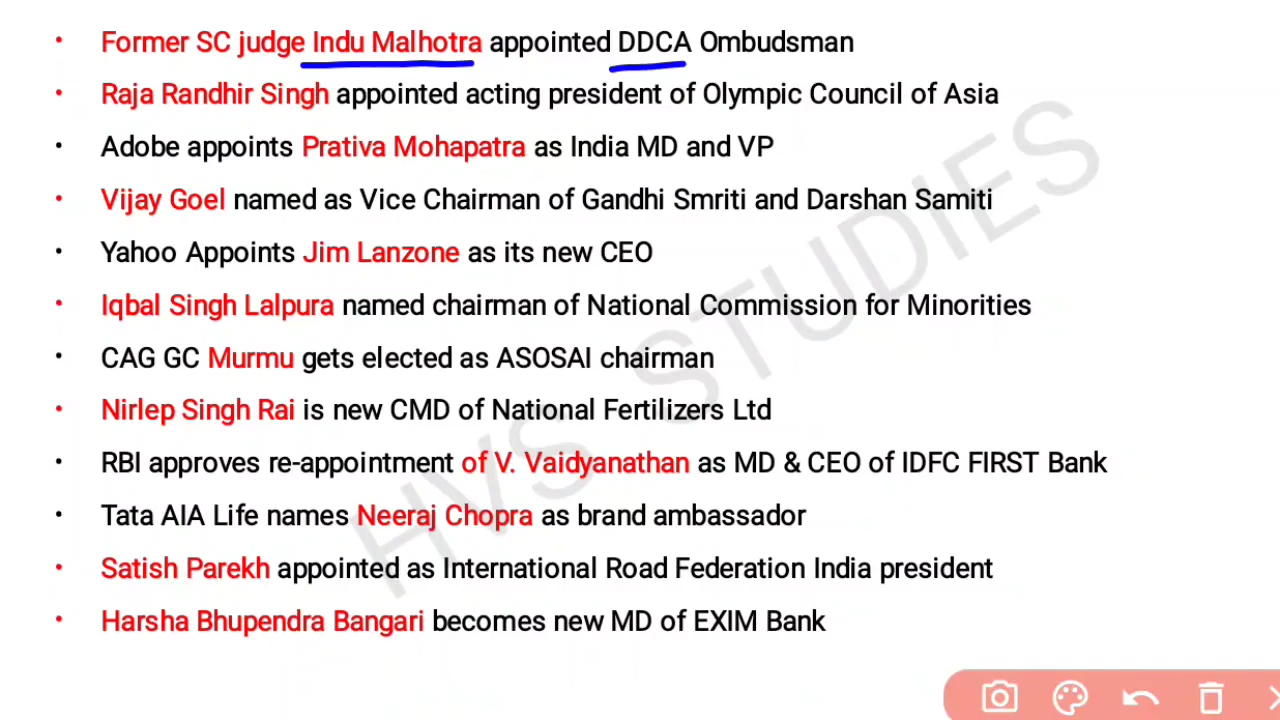 Former SC judge Indu Malhotra appointed DDCA Ombudsman
Raja Randhir Singh appointed acting president of Olympic Council of Asia
Adobe appoints Prativa Mohapatra as India MD and VP
Vijay Goel named as Vice Chairman of Gandhi Smriti and Darshan Samiti
Yahoo Appoints Jim Lanzone as its new CEO
Iqbal Singh Lalpura named chairman of National Commission for Minorities
CAG GC Murmu gets elected as ASOSAI chairman
Nirlep Singh Rai is new CMD of National Fertilizers Ltd
RBI approves re-appointment of V. Vaidyanathan as MD & CEO of IDFC FIRST Bank
Tata AIA Life names Neeraj Chopra as brand ambassador
Satish Parekh appointed as International Road Federation India president
Harsha Bhupendra Bangari becomes new MD of EXIM Bank
HVS STUDIES